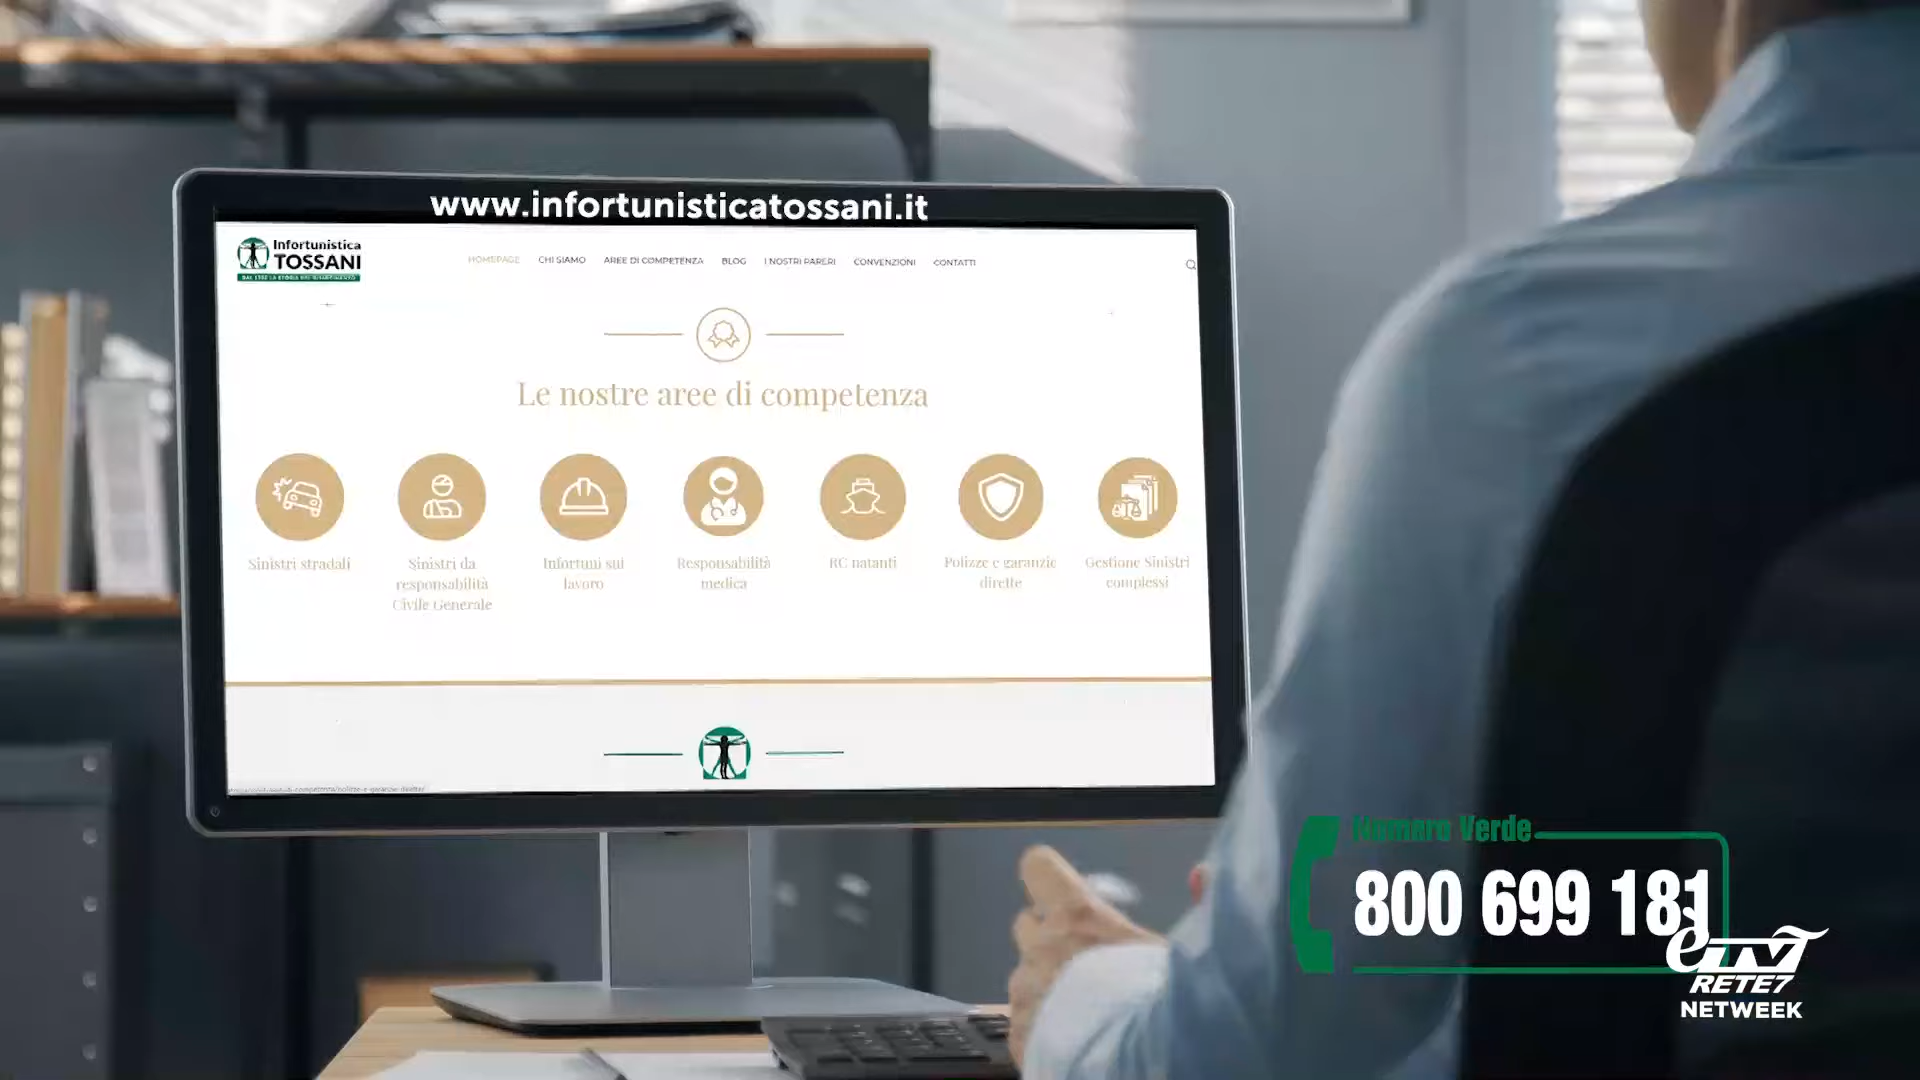 www.infortunisticatossani.it
Infortunistica
TOSSANI
HOMEPAGE CHI SIAMO AREE DI COMPETENZA BLOG I NOSTRI PARERI CONVENZIONI CONTATTI
Le nostre aree di competenza
Sinistri stradali
Sinistri da
responsabilità
Civile Generale
Infortuni sul
lavoro
Responsabilità
medica
RC natanti
Polizze e garanzie
dirette
Gestione Sinistri
complessi
Numero Verde
800 699 181
eTV
RETE7
NETWEEK